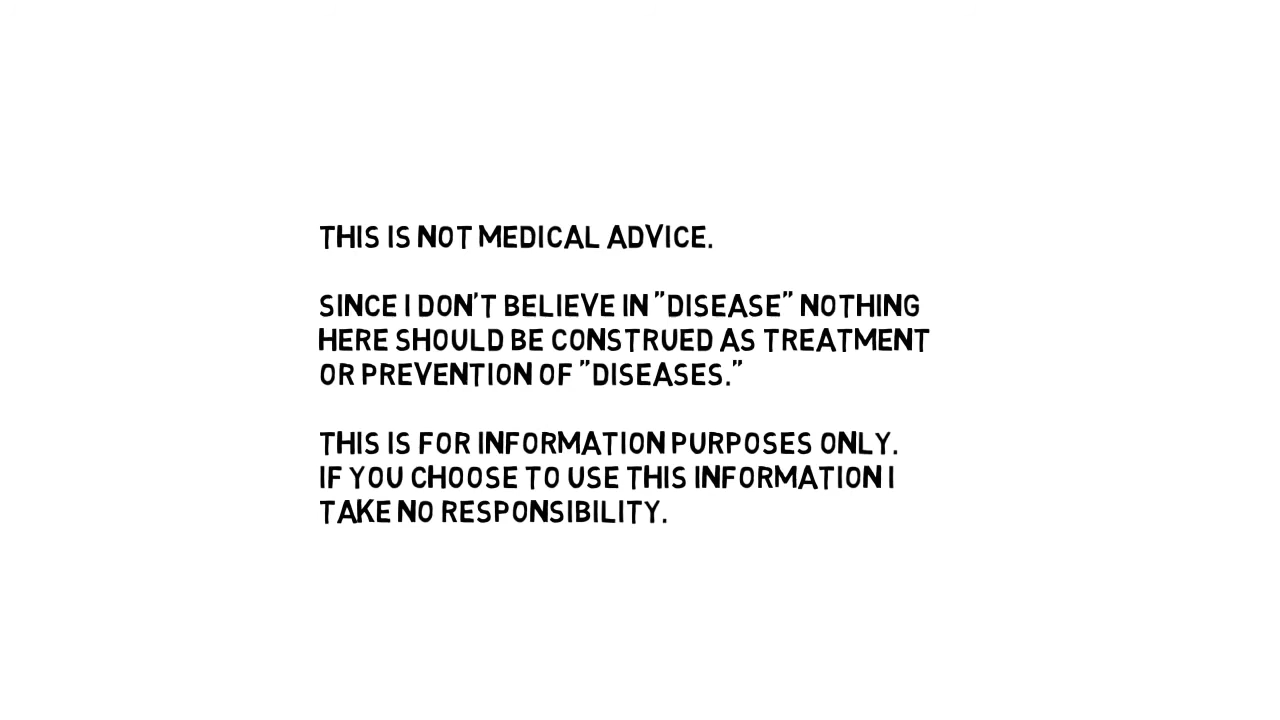 THIS IS NOT MEDICAL ADVICE.
SINCE I DON'T BELIEVE IN "DISEASE" NOTHING
HERE SHOULD BE CONSTRUED AS TREATMENT
OR PREVENTION OF "DISEASES."
THIS IS FOR INFORMATION PURPOSES ONLY.
IF YOU CHOOSE TO USE THIS INFORMATION I
TAKE NO RESPONSIBILITY.